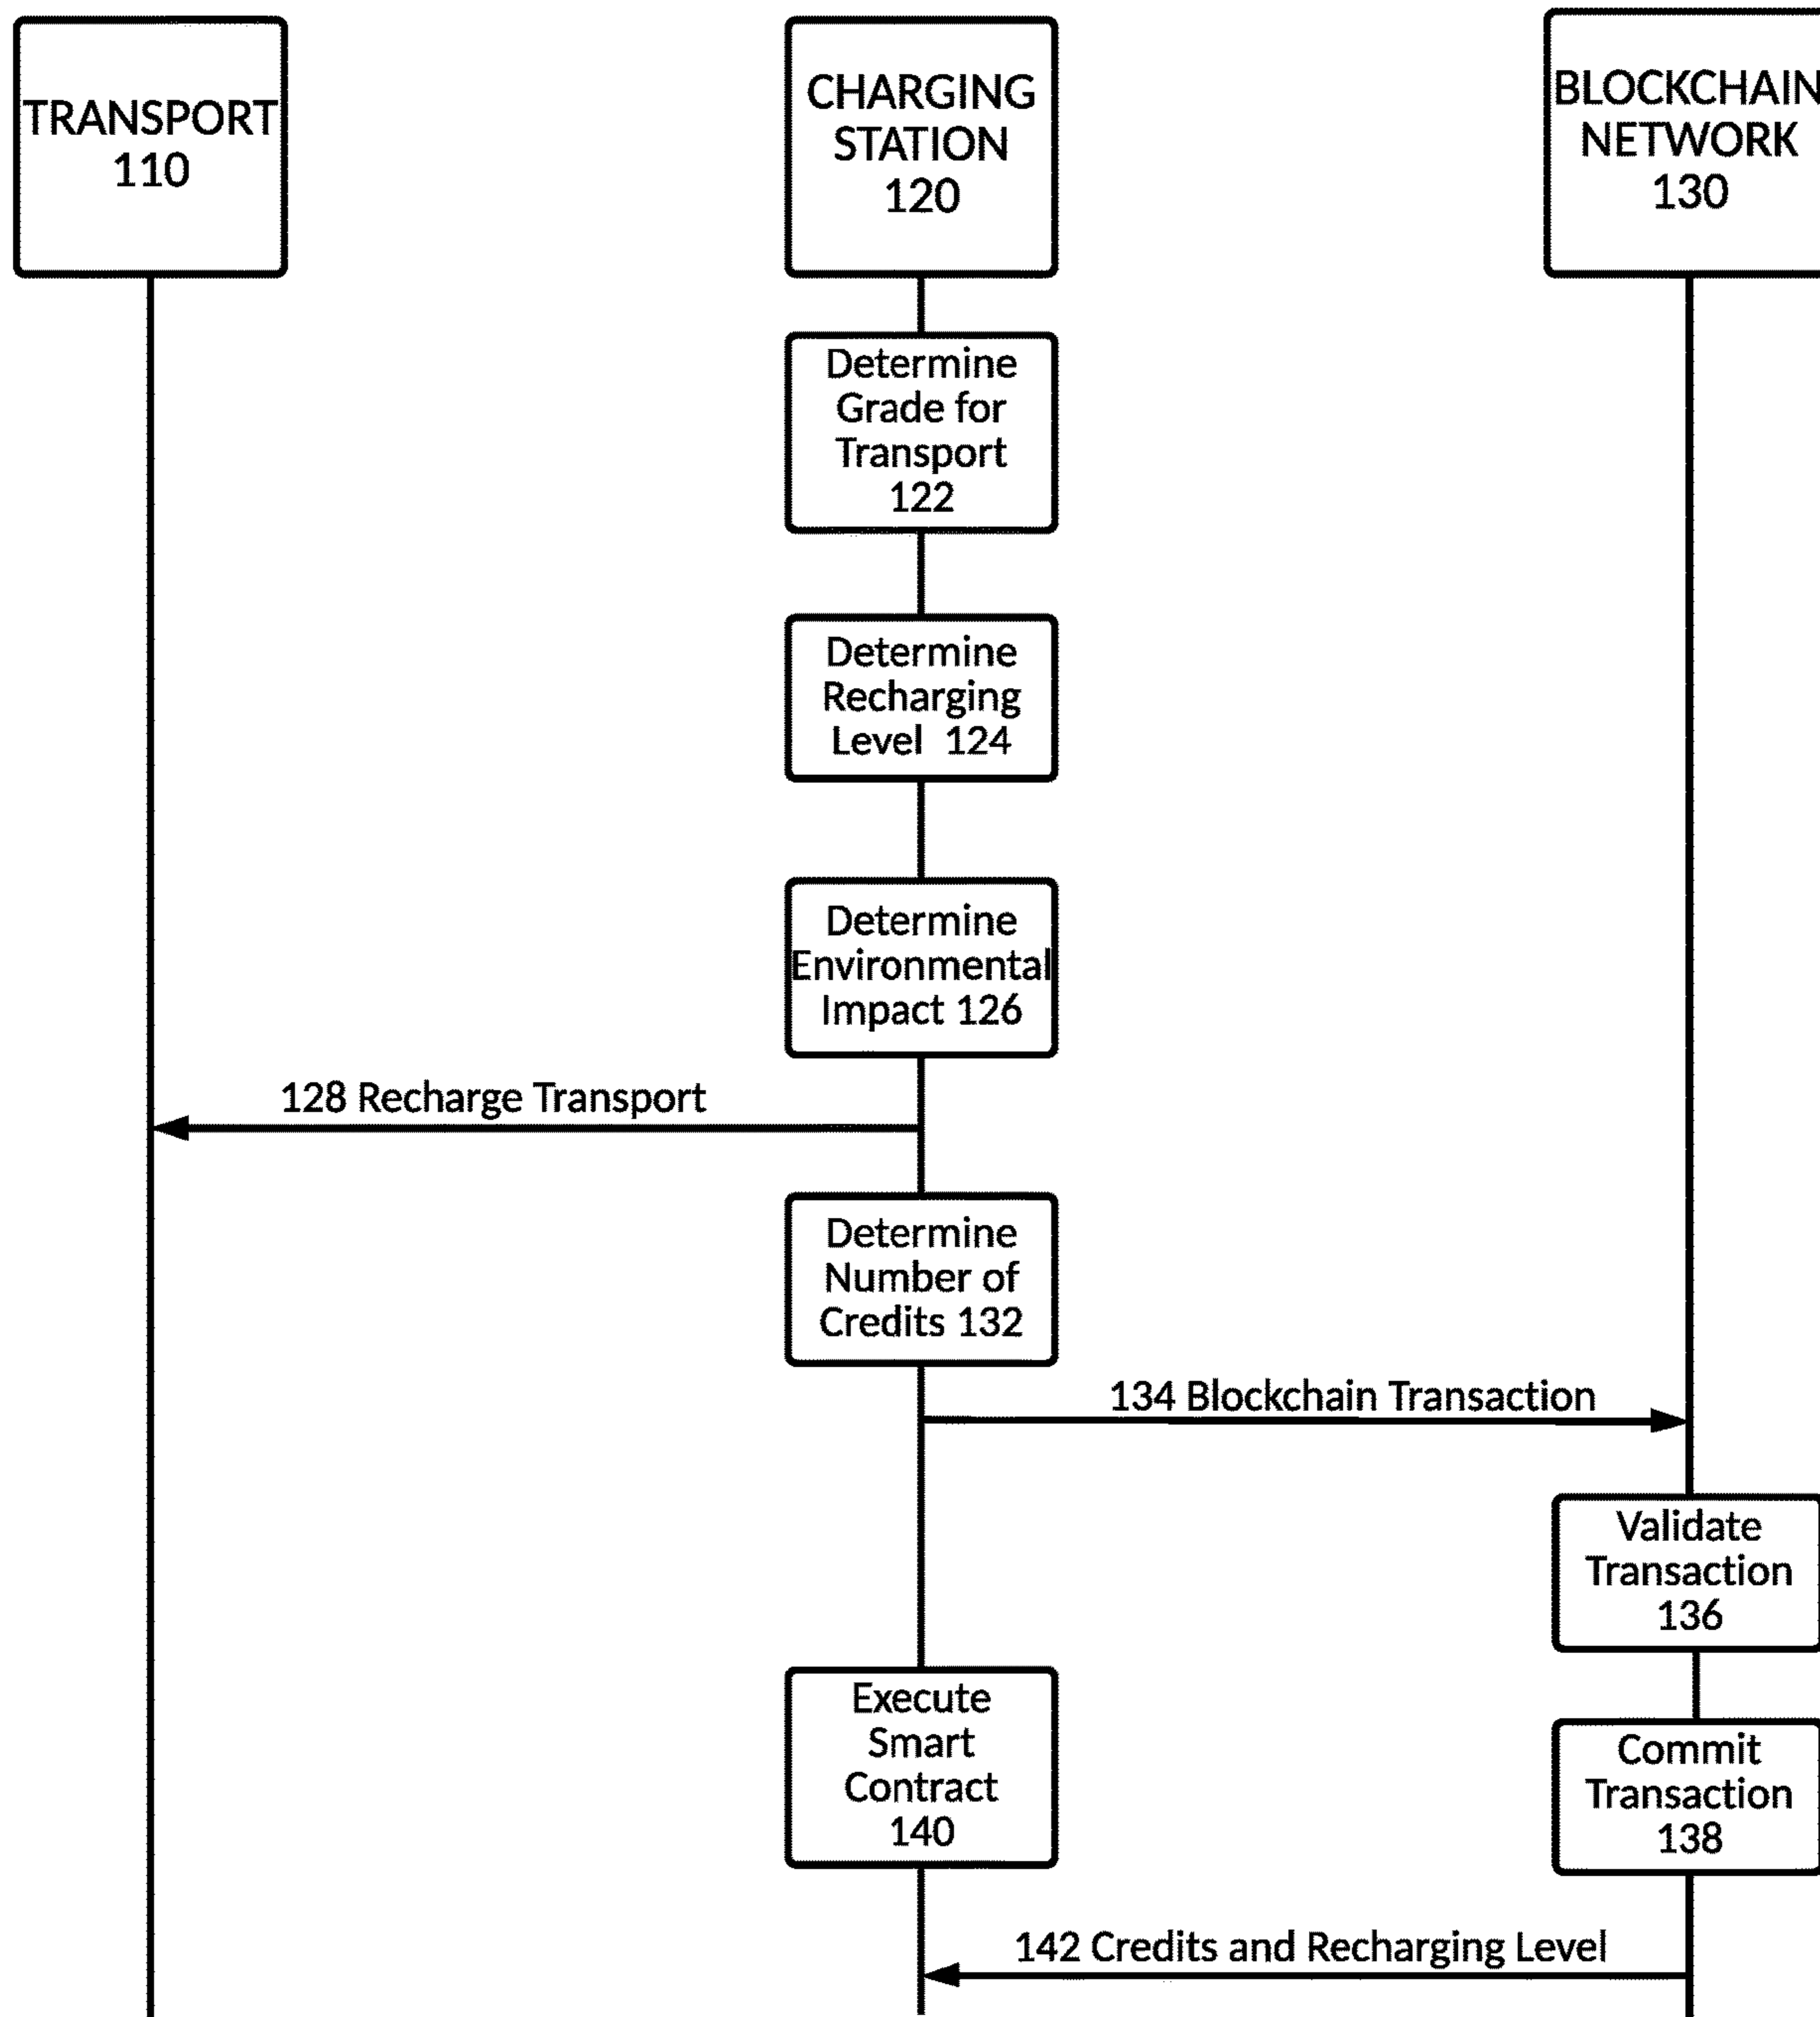 TRANSPORT
110
CHARGING
STATION
120
BLOCKCHAIN
NETWORK
130
Determine
Grade for
Transport
122
Determine
Recharging
Level 124
Determine
Environmental
Impact 126
128 Recharge Transport
Determine
Number of
Credits 132
134 Blockchain Transaction
Validate
Transaction
136
Execute
Smart
Contract
140
Commit
Transaction
138
142 Credits and Recharging Level